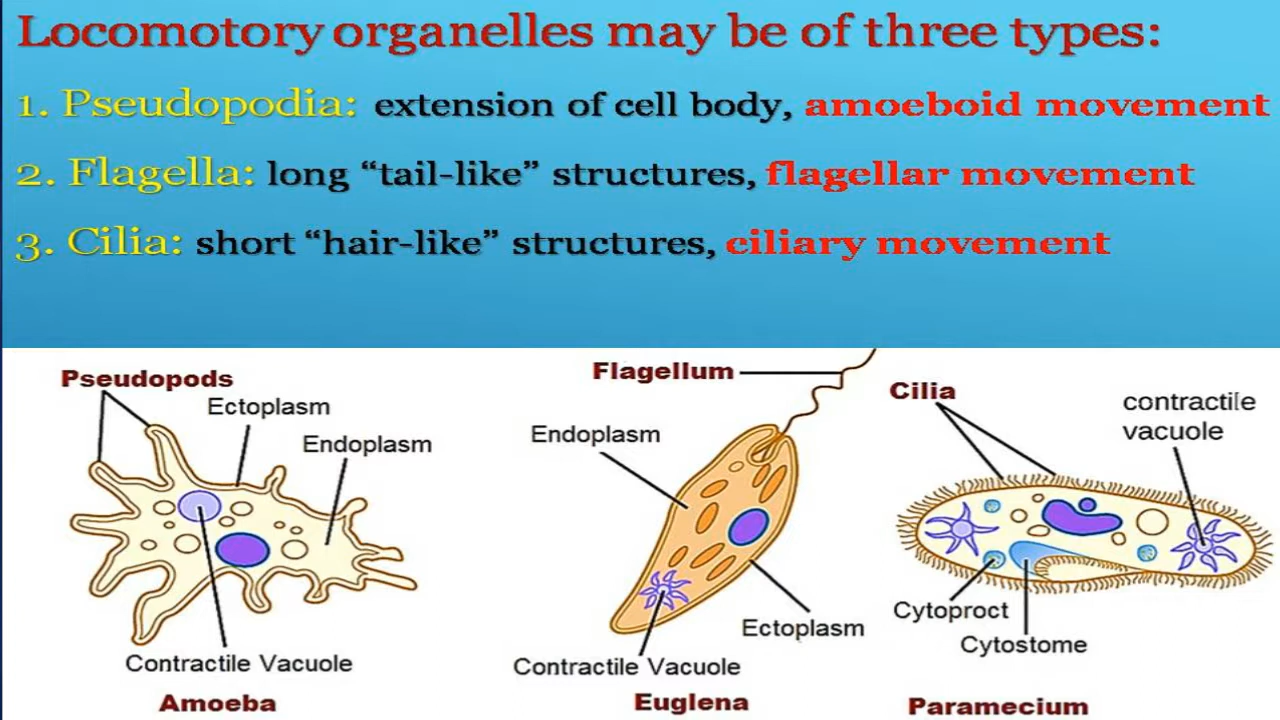 Locomotory organelles may be of three types:
1. Pseudopodia: extension of cell body, amoeboid movement
2. Flagella: long “tail-like” structures, flagellar movement
3. Cilia: short “hair-like” structures, ciliary movement
Pseudopods
Ectoplasm
Endoplasm
Contractile Vacuole
Amoeba
Flagellum
Endoplasm
Ectoplasm
Contractile Vacuole
Euglena
Cilia
contractile
vacuole
Cytoproct
Cytostome
Paramecium